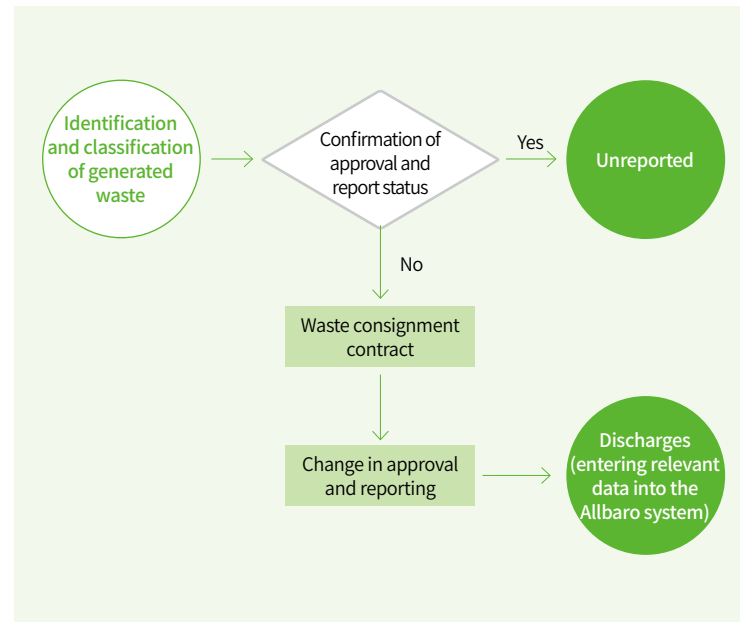 Identification
and classification
of generated
waste
Confirmation of
approval and
report status
Yes
Unreported
No
Waste consignment
contract
Change in approval
and reporting
Discharges
(entering relevant
data into the
Allbaro system)